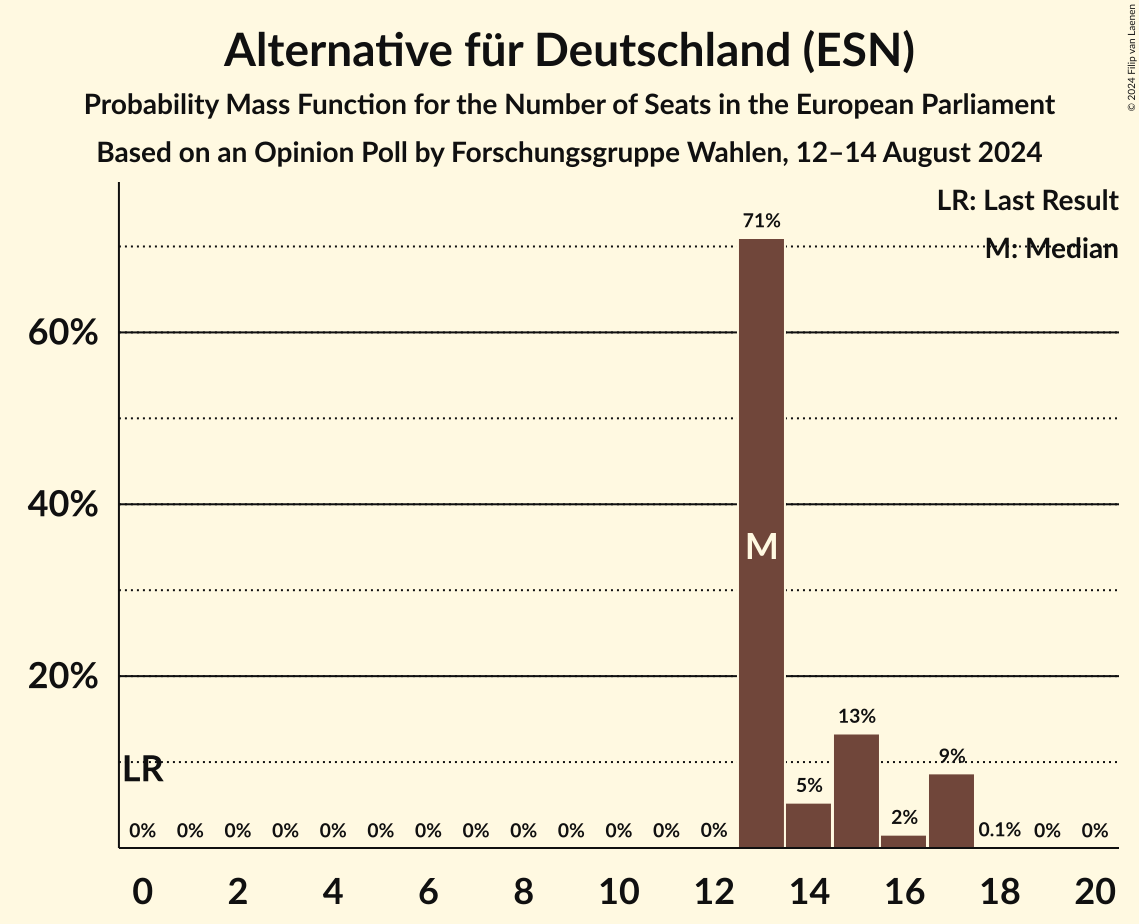 Alternative für Deutschland (ESN)
Probability Mass Function for the Number of Seats in the European Parliament
Based on an Opinion Poll by Forschungsgruppe Wahlen, 12–14 August 2024
© 2024 Filip van Laenen
LR: Last Result
M: Median
60%
40%
20%
71%
M
LR
0% 0% 0% 0% 0% 0% 0% 0% 0% 0% 0% 0% 0% 5% 13% 2% 9% 0.1% 0% 0%
0 2 4 6 8 10 12 14 16 18 20